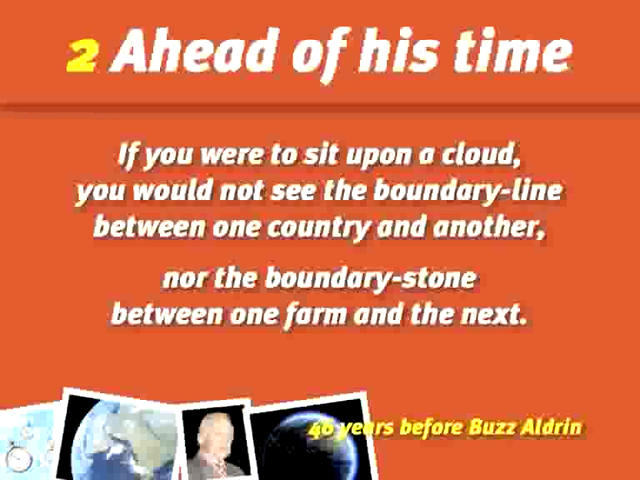 2 Ahead of his time
If you were to sit upon a cloud,
you would not see the boundary-line
between one country and another,
nor the boundary-stone
between one farm and the next.
46 years before Buzz Aldrin